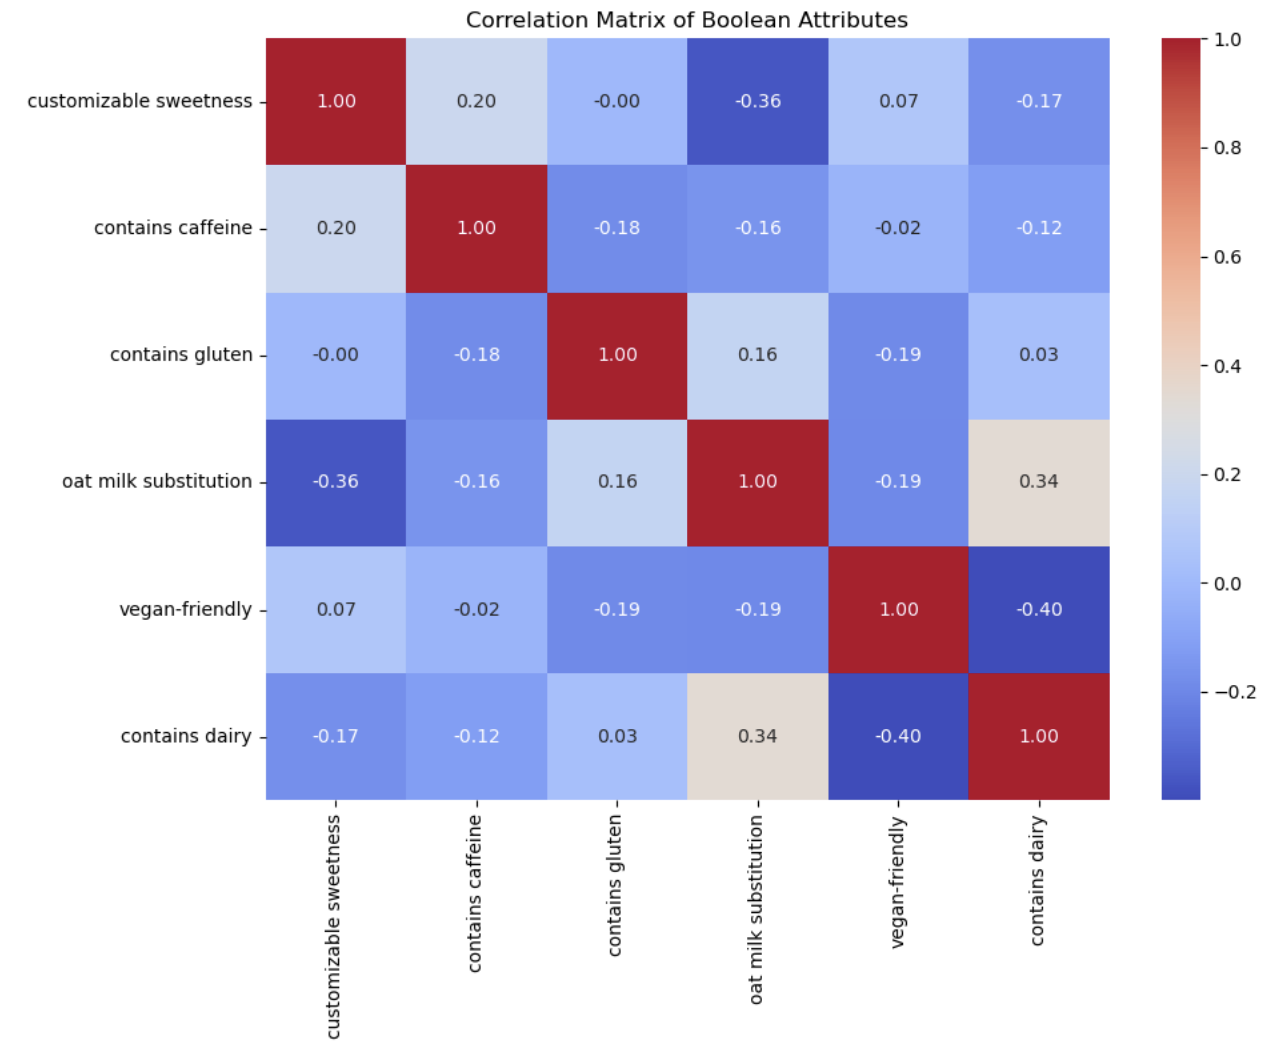 Correlation Matrix of Boolean Attributes
customizable sweetness 1.00 0.20 -0.00 -0.36 0.07 -0.17
contains caffeine 0.20 1.00 -0.18 -0.16 -0.02 -0.12
contains gluten -0.00 -0.18 1.00 0.16 -0.19 0.03
oat milk substitution -0.36 -0.16 0.16 1.00 -0.19 0.34
vegan-friendly 0.07 -0.02 -0.19 -0.19 1.00 -0.40
contains dairy -0.17 -0.12 0.03 0.34 -0.40 1.00
customizable sweetness
contains caffeine
contains gluten
oat milk substitution
vegan-friendly
contains dairy
1.0
0.8
0.6
0.4
0.2
0.0
−0.2